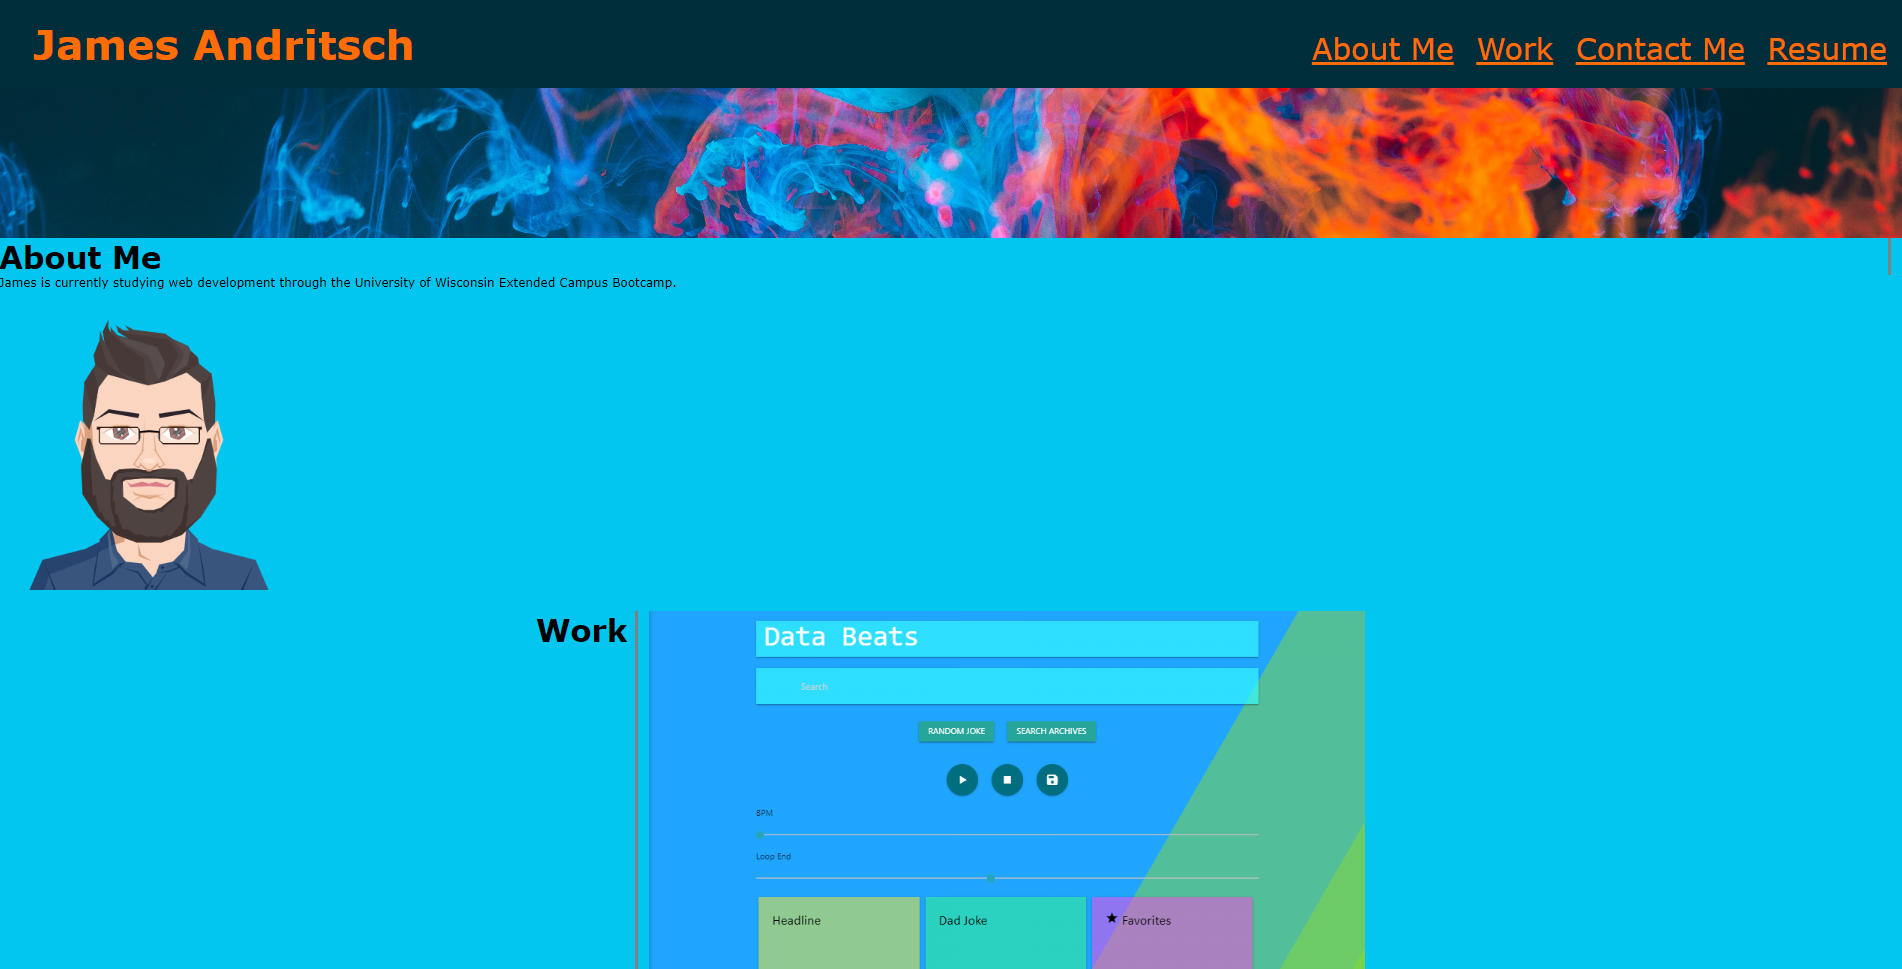 James Andritsch
About Me Work Contact Me Resume
About Me
James is currently studying web development through the University of Wisconsin Extended Campus Bootcamp.
Work
Data Beats
Search
RANDOM JOKE SEARCH ARCHIVES
BPM
Loop End
Headline
Dad Joke
Favorites